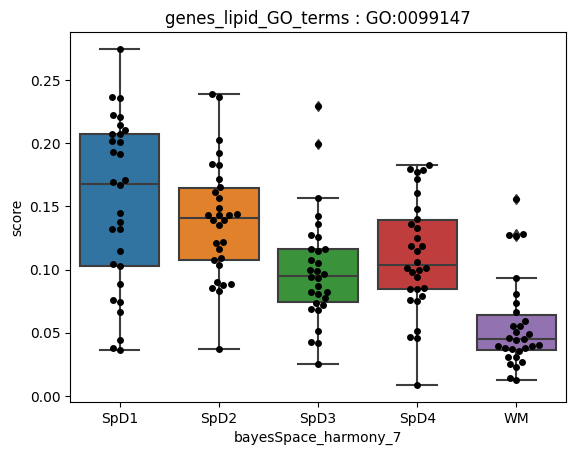 genes_lipid_GO_terms : GO:0099147
score
0.25
0.20
0.15
0.10
0.05
0.00
SpD1 SpD2 SpD3 SpD4 WM
bayesSpace_harmony_7